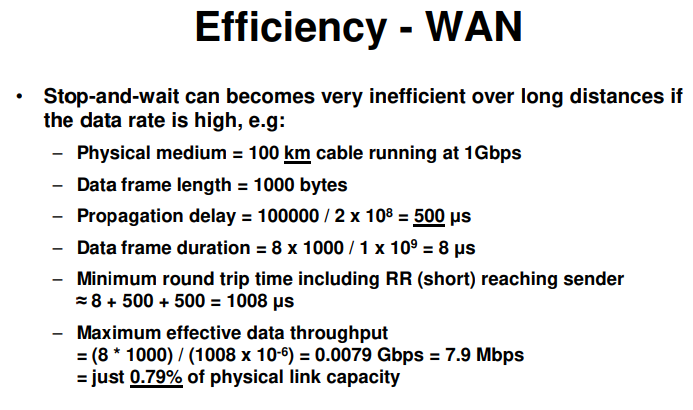 Efficiency - WAN
• Stop-and-wait can becomes very inefficient over long distances if
the data rate is high, e.g:
– Physical medium = 100 km cable running at 1Gbps
– Data frame length = 1000 bytes
– Propagation delay = 100000 / 2 x 10⁸ = 500 µs
– Data frame duration = 8 x 1000 / 1 x 10⁹ = 8 µs
– Minimum round trip time including RR (short) reaching sender
≈ 8 + 500 + 500 = 1008 µs
– Maximum effective data throughput
= (8 * 1000) / (1008 x 10⁻⁶) = 0.0079 Gbps = 7.9 Mbps
= just 0.79% of physical link capacity